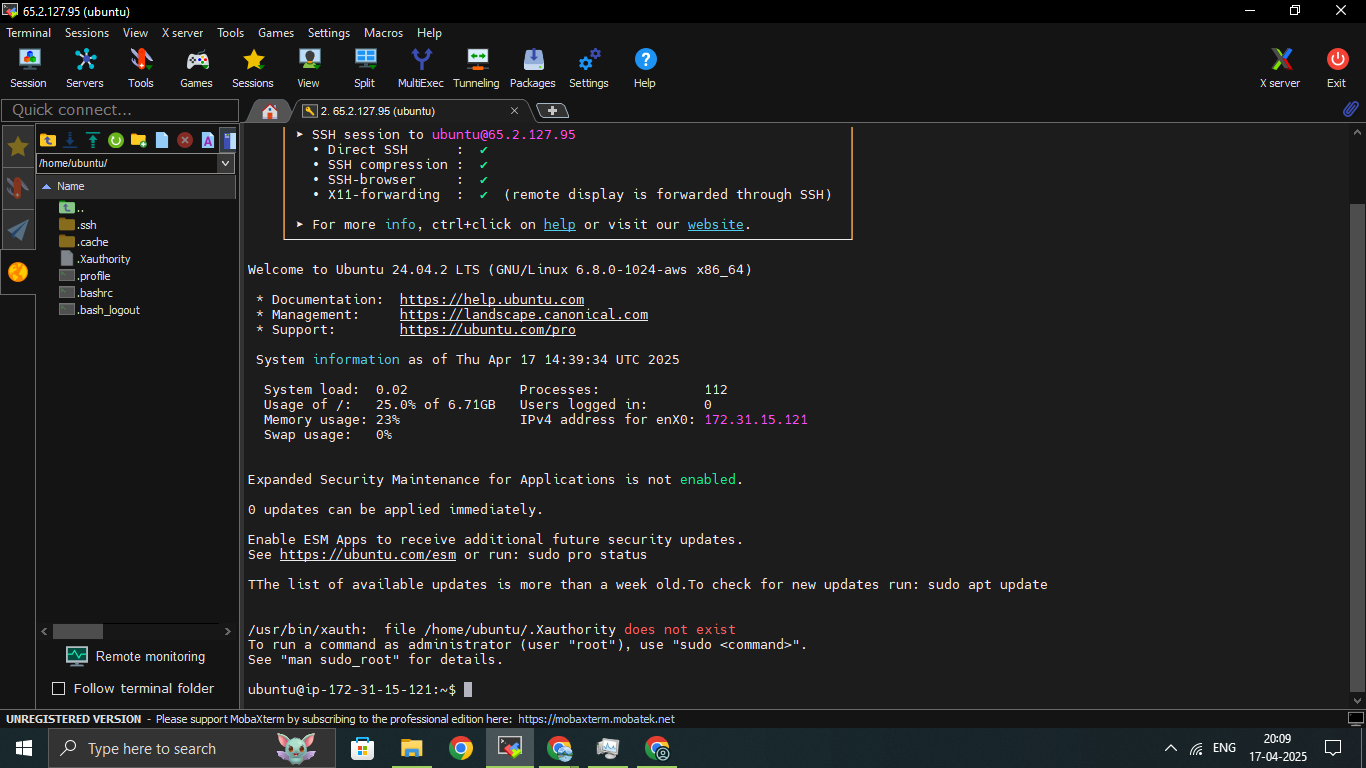 65.2.127.95 (ubuntu)
Terminal Sessions View X server Tools Games Settings Macros Help
Session Servers Tools Games Sessions View Split MultiExec Tunneling Packages Settings Help X server Exit
Quick connect...
2. 65.2.127.95 (ubuntu)
/home/ubuntu/
Name
..
.ssh
.cache
.Xauthority
.profile
.bashrc
.bash_logout
Remote monitoring
Follow terminal folder
➤ SSH session to ubuntu@65.2.127.95
• Direct SSH : ✔
• SSH compression : ✔
• SSH-browser : ✔
• X11-forwarding : ✔ (remote display is forwarded through SSH)
➤ For more info, ctrl+click on help or visit our website.
Welcome to Ubuntu 24.04.2 LTS (GNU/Linux 6.8.0-1024-aws x86_64)
* Documentation: https://help.ubuntu.com
* Management: https://landscape.canonical.com
* Support: https://ubuntu.com/pro
System information as of Thu Apr 17 14:39:34 UTC 2025
System load: 0.02 Processes: 112
Usage of /: 25.0% of 6.71GB Users logged in: 0
Memory usage: 23% IPv4 address for enX0: 172.31.15.121
Swap usage: 0%
Expanded Security Maintenance for Applications is not enabled.
0 updates can be applied immediately.
Enable ESM Apps to receive additional future security updates.
See https://ubuntu.com/esm or run: sudo pro status
TThe list of available updates is more than a week old.To check for new updates run: sudo apt update
/usr/bin/xauth: file /home/ubuntu/.Xauthority does not exist
To run a command as administrator (user "root"), use "sudo <command>".
See "man sudo_root" for details.
ubuntu@ip-172-31-15-121:~$
UNREGISTERED VERSION - Please support MobaXterm by subscribing to the professional edition here: https://mobaxterm.mobatek.net
Type here to search
ENG
20:09
17-04-2025